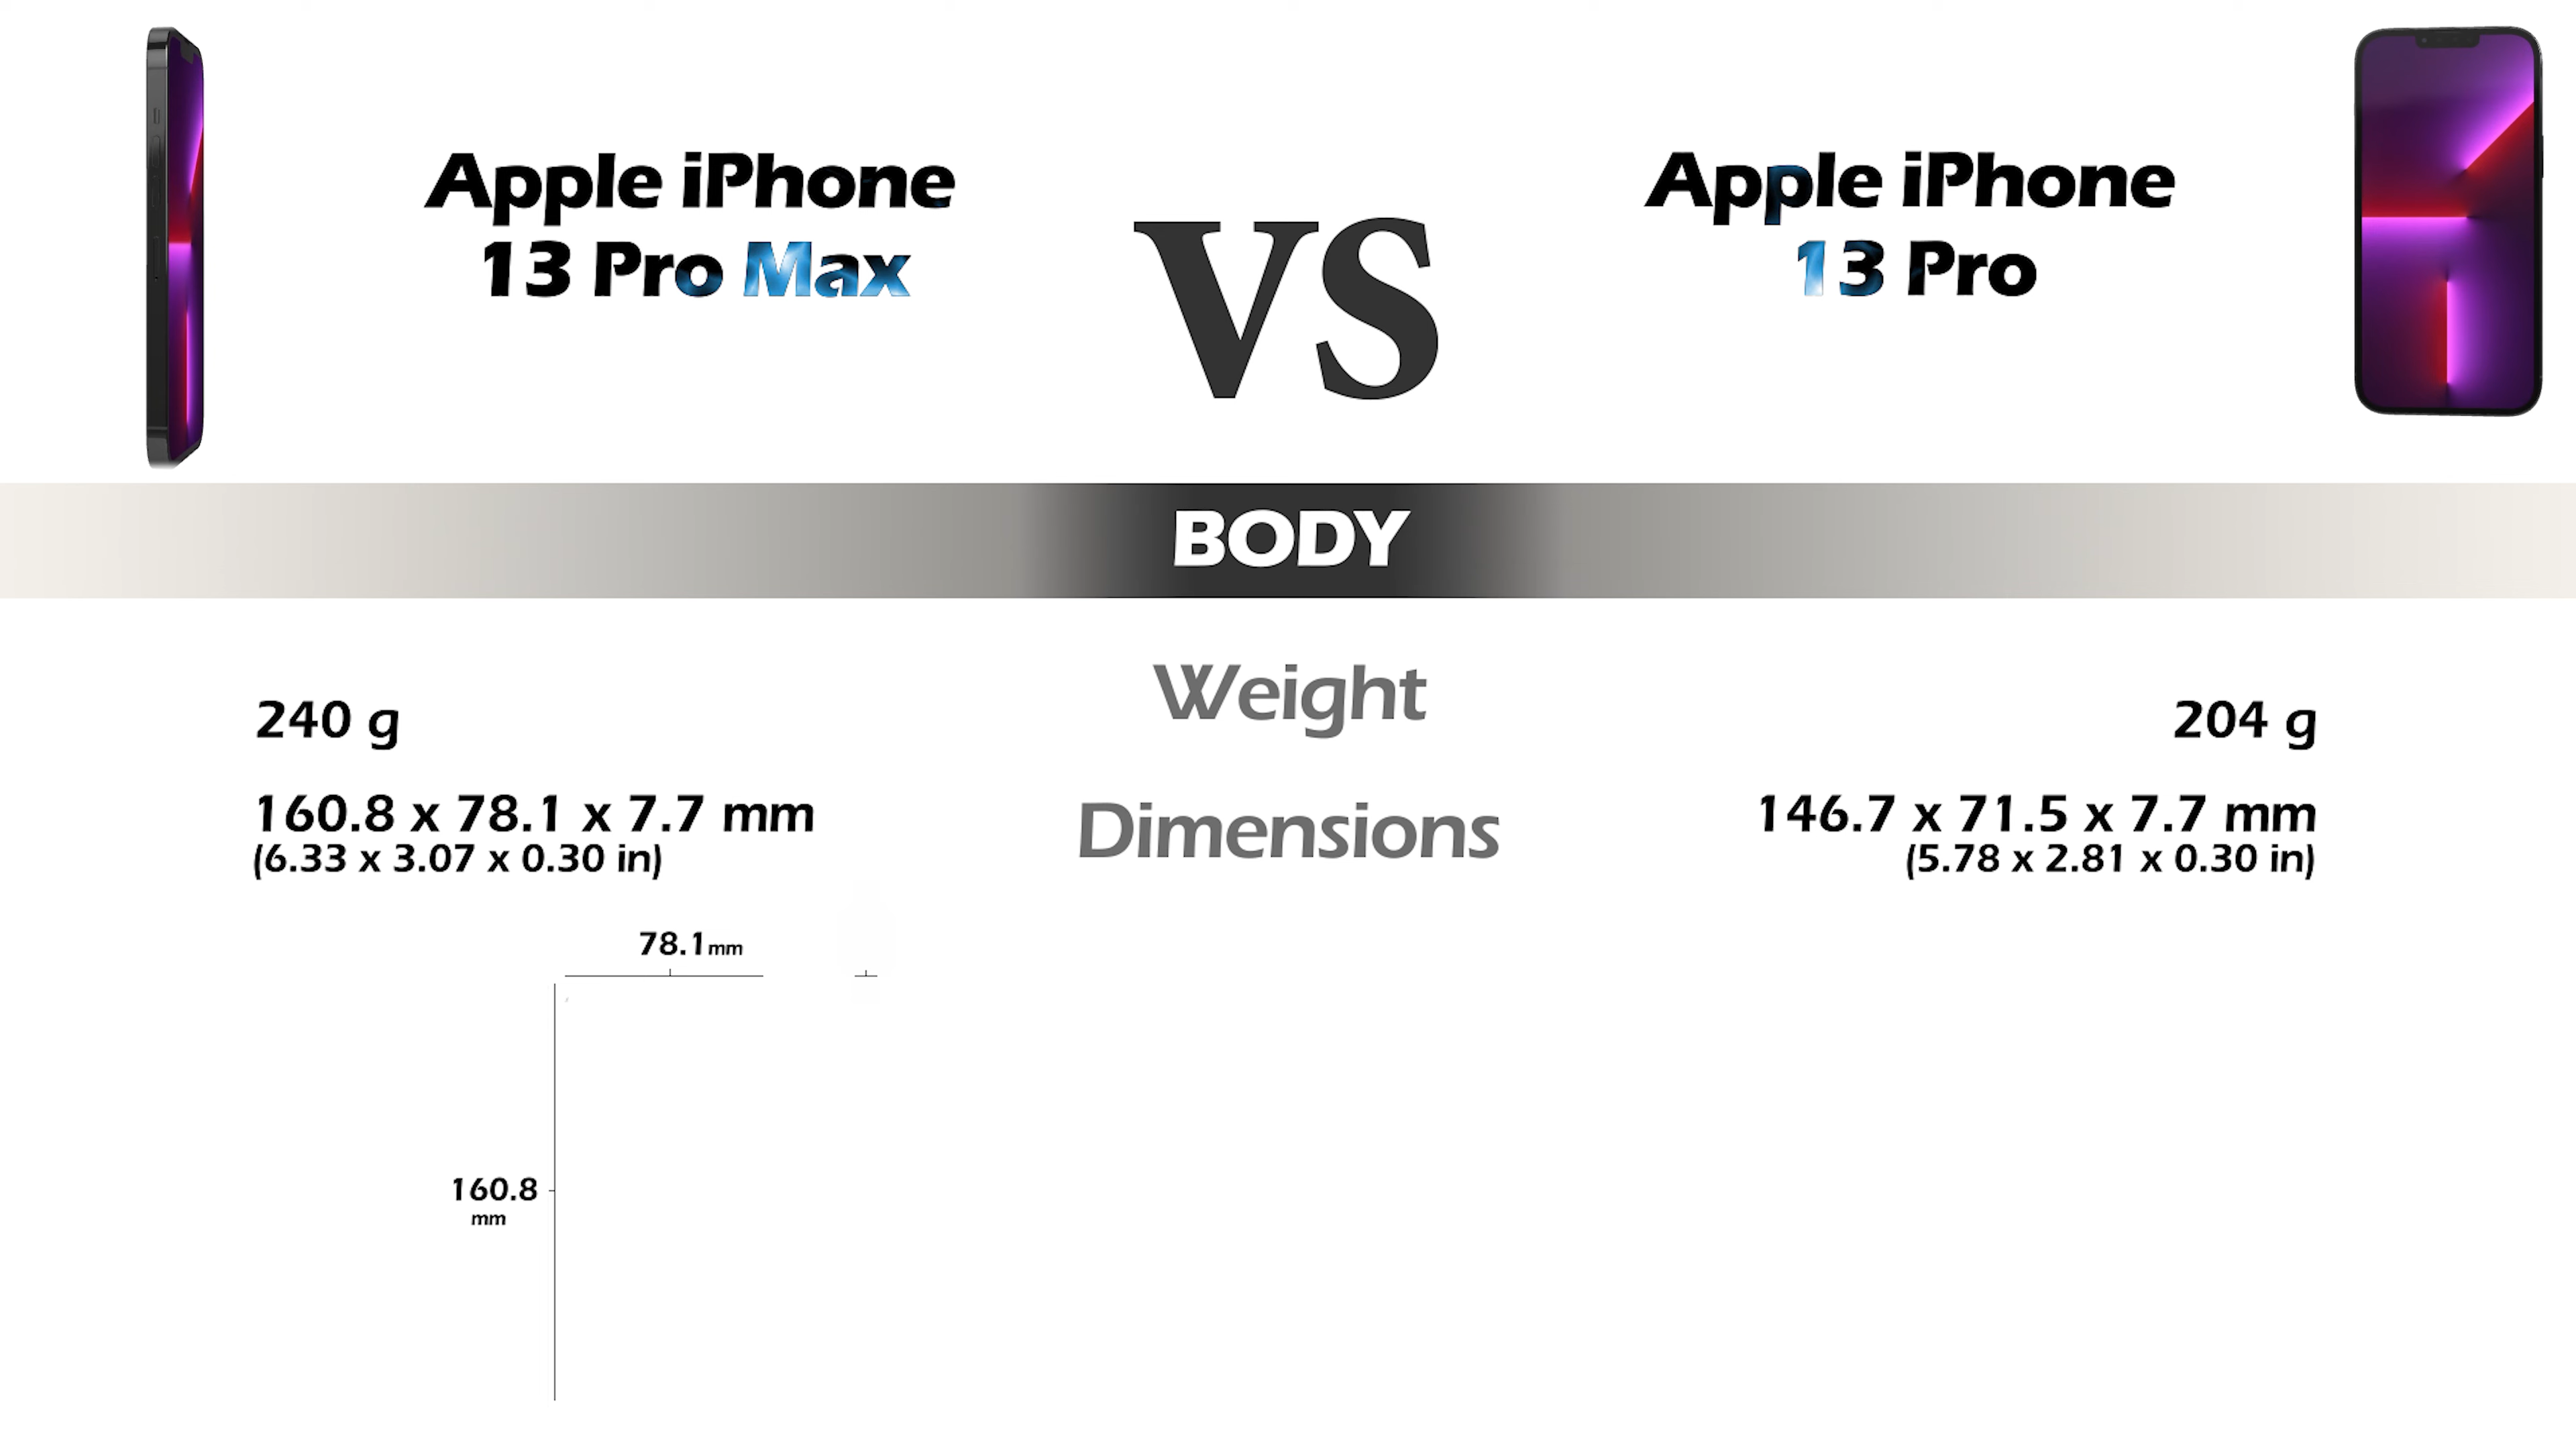 Apple iPhone
13 Pro Max
VS
Apple iPhone
13 Pro
BODY
Weight
240 g
204 g
Dimensions
160.8 x 78.1 x 7.7 mm
(6.33 x 3.07 x 0.30 in)
146.7 x 71.5 x 7.7 mm
(5.78 x 2.81 x 0.30 in)
78.1mm
160.8
mm